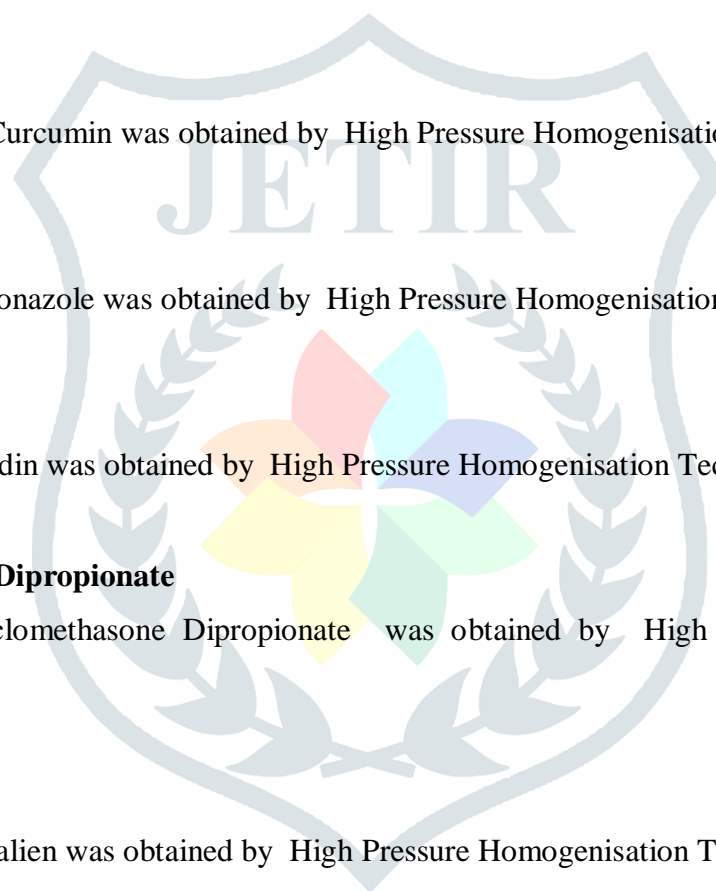 Curcumin was obtained by High Pressure Homogenisatio
JETIR
onazole was obtained by High Pressure Homogenisation
din was obtained by High Pressure Homogenisation Tec
Dipropionate
clomethasone Dipropionate was obtained by High
alien was obtained by High Pressure Homogenisation T